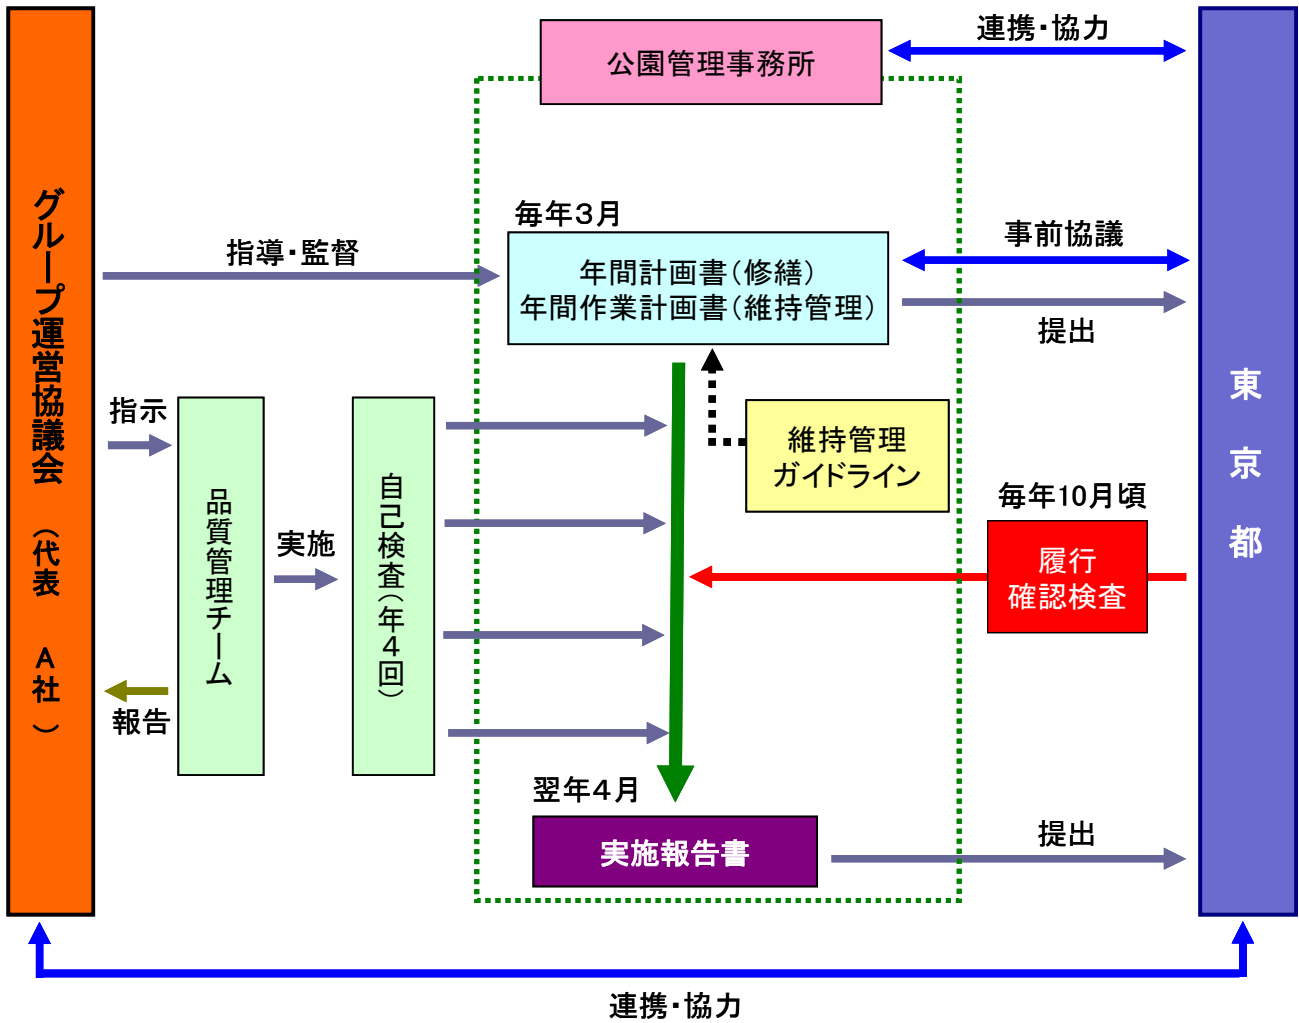 連携・協力
公園管理事務所
グループ運営協議会（代表　A社）
毎年３月
指導・監督
年間計画書（修繕）
年間作業計画書（維持管理）
事前協議
提出
東京都
指示
品質管理チーム
実施
報告
自己検査（年４回）
維持管理
ガイドライン
毎年10月頃
履行
確認検査
翌年４月
実施報告書
提出
連携・協力